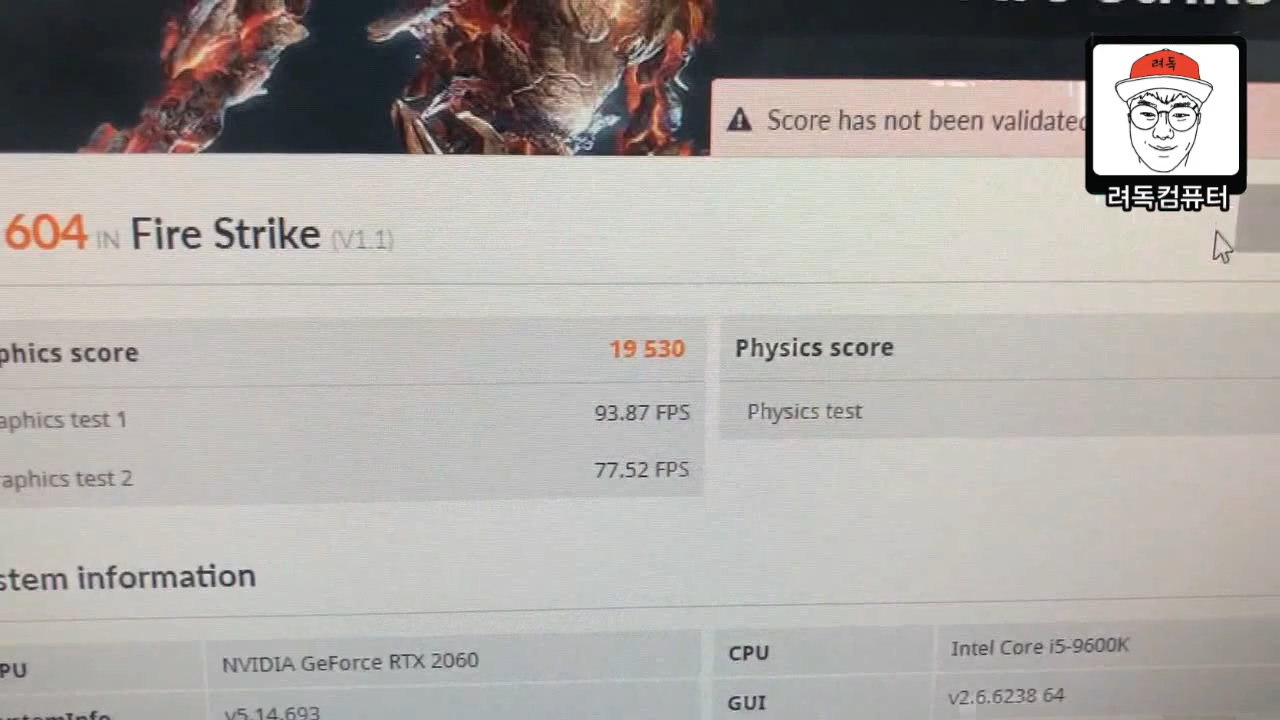 려독
Score has not been validated
려독컴퓨터
604 IN Fire Strike (V1.1)
phics score 19 530
aphics test 1 93.87 FPS
aphics test 2 77.52 FPS
Physics score
Physics test
stem information
PU NVIDIA GeForce RTX 2060
v5.14.693
CPU Intel Core i5-9600K
GUI v2.6.6238 64